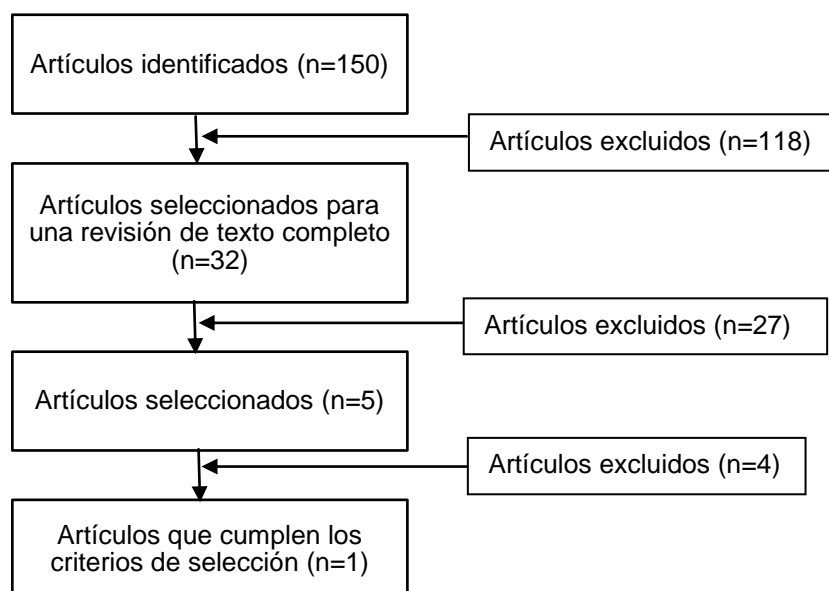 Artículos identificados (n=150)
Artículos excluidos (n=118)
Artículos seleccionados para
una revisión de texto completo
(n=32)
Artículos excluidos (n=27)
Artículos seleccionados (n=5)
Artículos excluidos (n=4)
Artículos que cumplen los
criterios de selección (n=1)